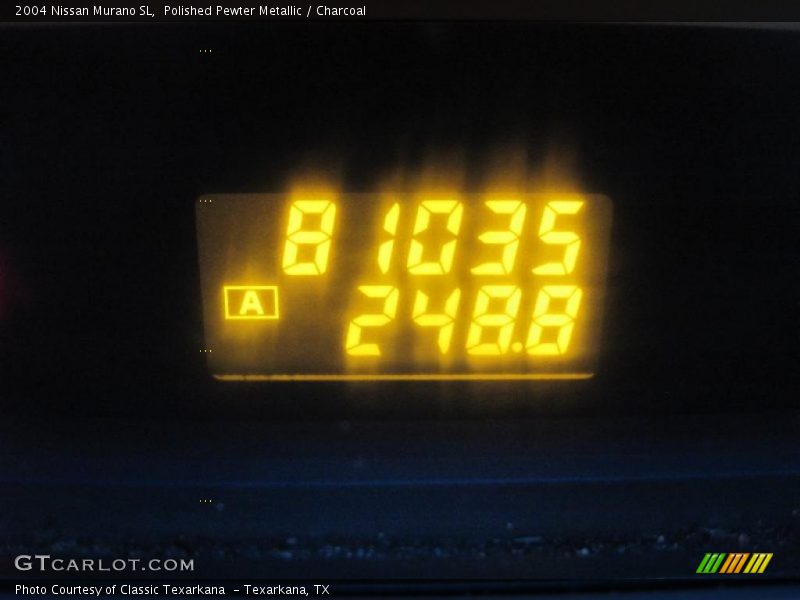 2004 Nissan Murano SL,  Polished Pewter Metallic / Charcoal
81035
A 248.8
GTCARLOT.COM
Photo Courtesy of Classic Texarkana  - Texarkana, TX